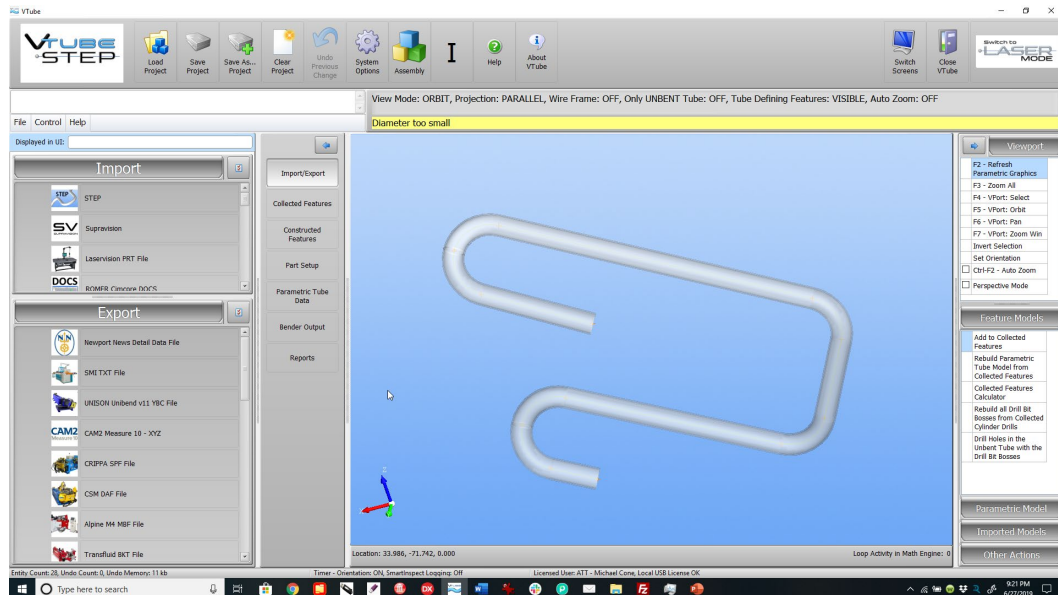 VTube
VTUBE
-STEP
Load
Project
Save
Project
Save As...
Project
Clear
Project
Undo
Previous
Change
System
Options
Assembly
Help
About
VTube
Switch
Screens
Close
VTube
Switch to
LASER
MODE
View Mode: ORBIT, Projection: PARALLEL, Wire Frame: OFF, Only UNBENT Tube: OFF, Tube Defining Features: VISIBLE, Auto Zoom: OFF
File Control Help
Diameter too small
Displayed in UI:
Import
STEP
STEP
SV
Supravision
Laservision PRT File
DOCS
ROMER Cimcore DOCS
Export
NN
Newport News Detail Data File
SMI TXT File
UNISON Unibend v11 YBC File
CAM2
Measure 10
CAM2 Measure 10 - XYZ
CRIPPA SPF File
CSM DAF File
Alpine M4 MBF File
Transfluid BKT File
Import/Export
Collected Features
Constructed
Features
Part Setup
Parametric Tube
Data
Bender Output
Reports
Z
Location: 33.986, -71.742, 0.000
Loop Activity in Math Engine: 0
Viewport
F2 - Refresh
Parametric Graphics
F3 - Zoom All
F4 - VPort: Select
F5 - VPort: Orbit
F6 - VPort: Pan
F7 - VPort: Zoom Win
Invert Selection
Set Orientation
Ctrl-F2 - Auto Zoom
Perspective Mode
Feature Models
Add to Collected
Features
Rebuild Parametric
Tube Model from
Collected Features
Collected Features
Calculator
Rebuild all Drill Bit
Bosses from Collected
Cylinder Drills
Drill Holes in the
Unbent Tube with the
Drill Bit Bosses
Parametric Model
Imported Models
Other Actions
Entity Count: 28, Undo Count: 0, Undo Memory: 11 kb
Timer - Orientation: ON, SmartInspect Logging: Off
Licensed User: ATT - Michael Cone, Local USB License OK
Type here to search
9:21 PM
6/27/2019